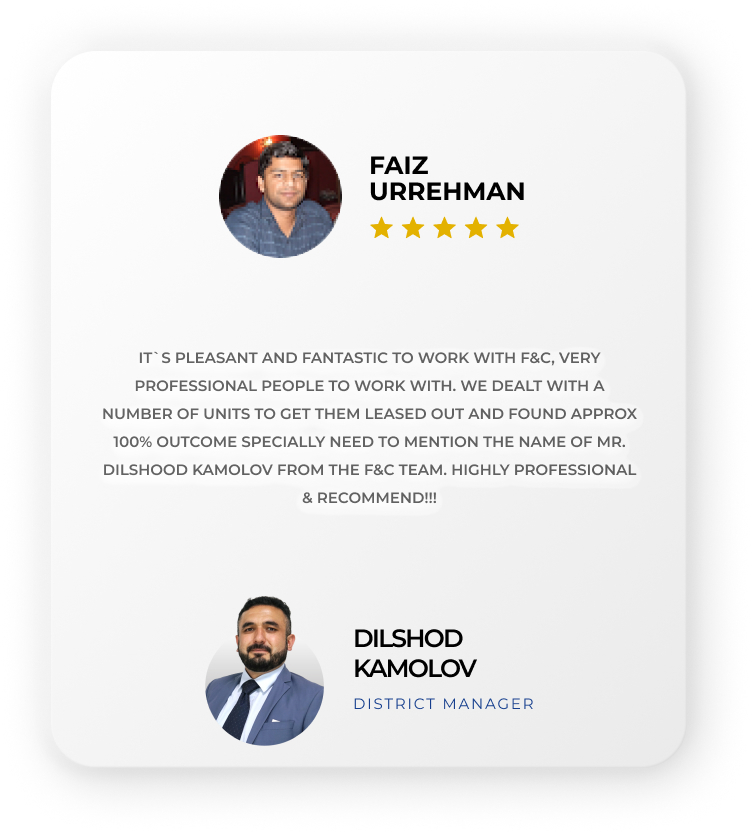 FAIZ
URREHMAN
IT`S PLEASANT AND FANTASTIC TO WORK WITH F&C, VERY
PROFESSIONAL PEOPLE TO WORK WITH. WE DEALT WITH A
NUMBER OF UNITS TO GET THEM LEASED OUT AND FOUND APPROX
100% OUTCOME SPECIALLY NEED TO MENTION THE NAME OF MR.
DILSHOOD KAMOLOV FROM THE F&C TEAM. HIGHLY PROFESSIONAL
& RECOMMEND!!!
DILSHOD
KAMOLOV
DISTRICT MANAGER